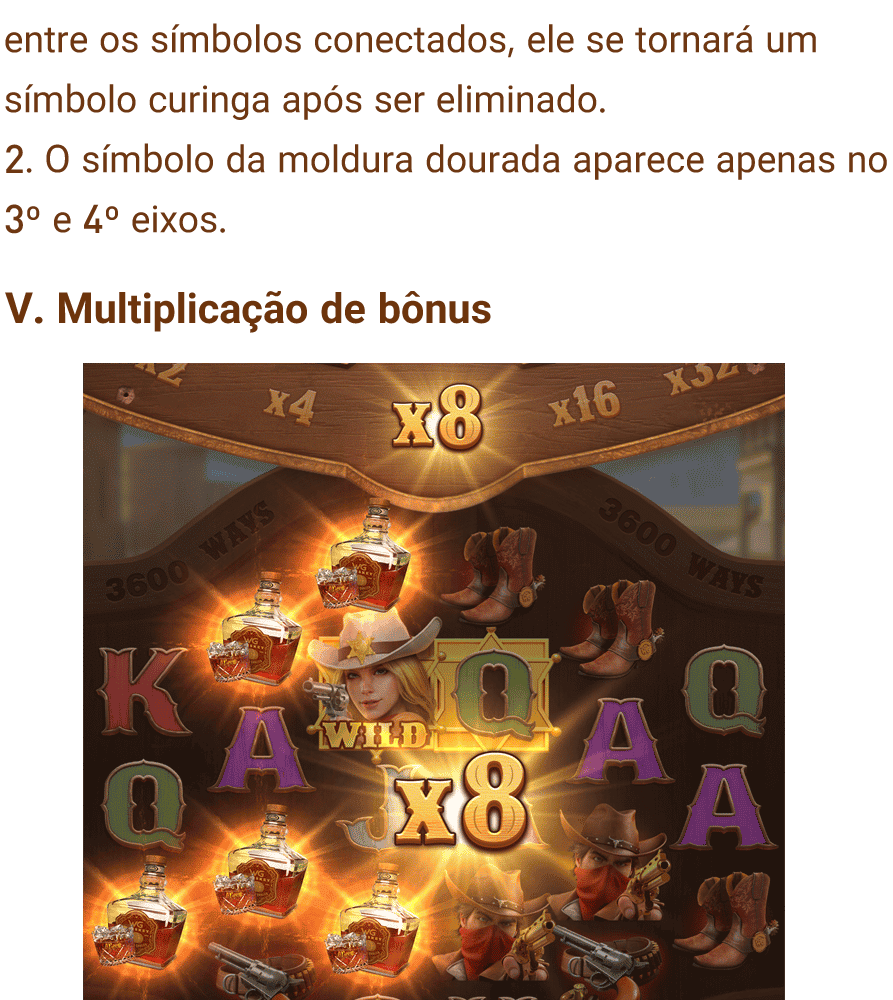 entre os símbolos conectados, ele se tornará um
símbolo curinga após ser eliminado.
2. O símbolo da moldura dourada aparece apenas no
3º e 4º eixos.
V. Multiplicação de bônus
x2 x4 x8 x16 x32
3600 WAYS 3600 WAYS
K Q Q
WILD
A A
Q J x8 A